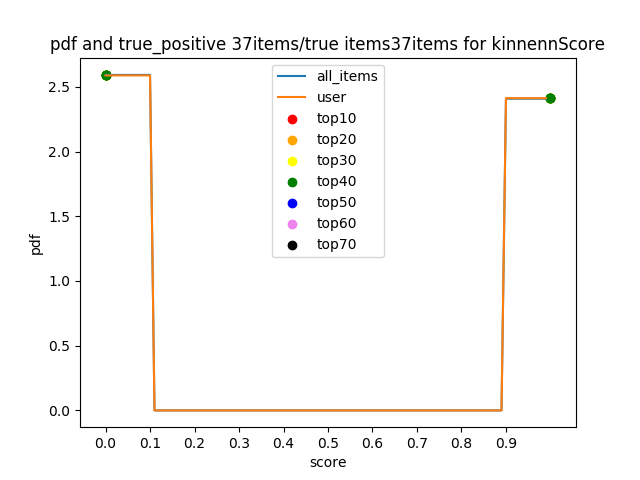 pdf and true_positive 37items/true items37items for kinnennScore
all_items
user
top10
top20
top30
top40
top50
top60
top70
2.5
2.0
1.5
1.0
0.5
0.0
pdf
0.0 0.1 0.2 0.3 0.4 0.5 0.6 0.7 0.8 0.9
score